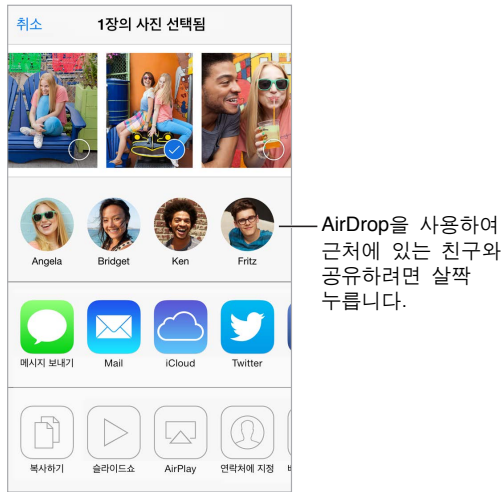 취소 1장의 사진 선택됨
Angela Bridget Ken Fritz
AirDrop을 사용하여
근처에 있는 친구와
공유하려면 살짝
누릅니다.
메시지 보내기 Mail iCloud Twitter
복사하기 슬라이드쇼 AirPlay 연락처에 지정